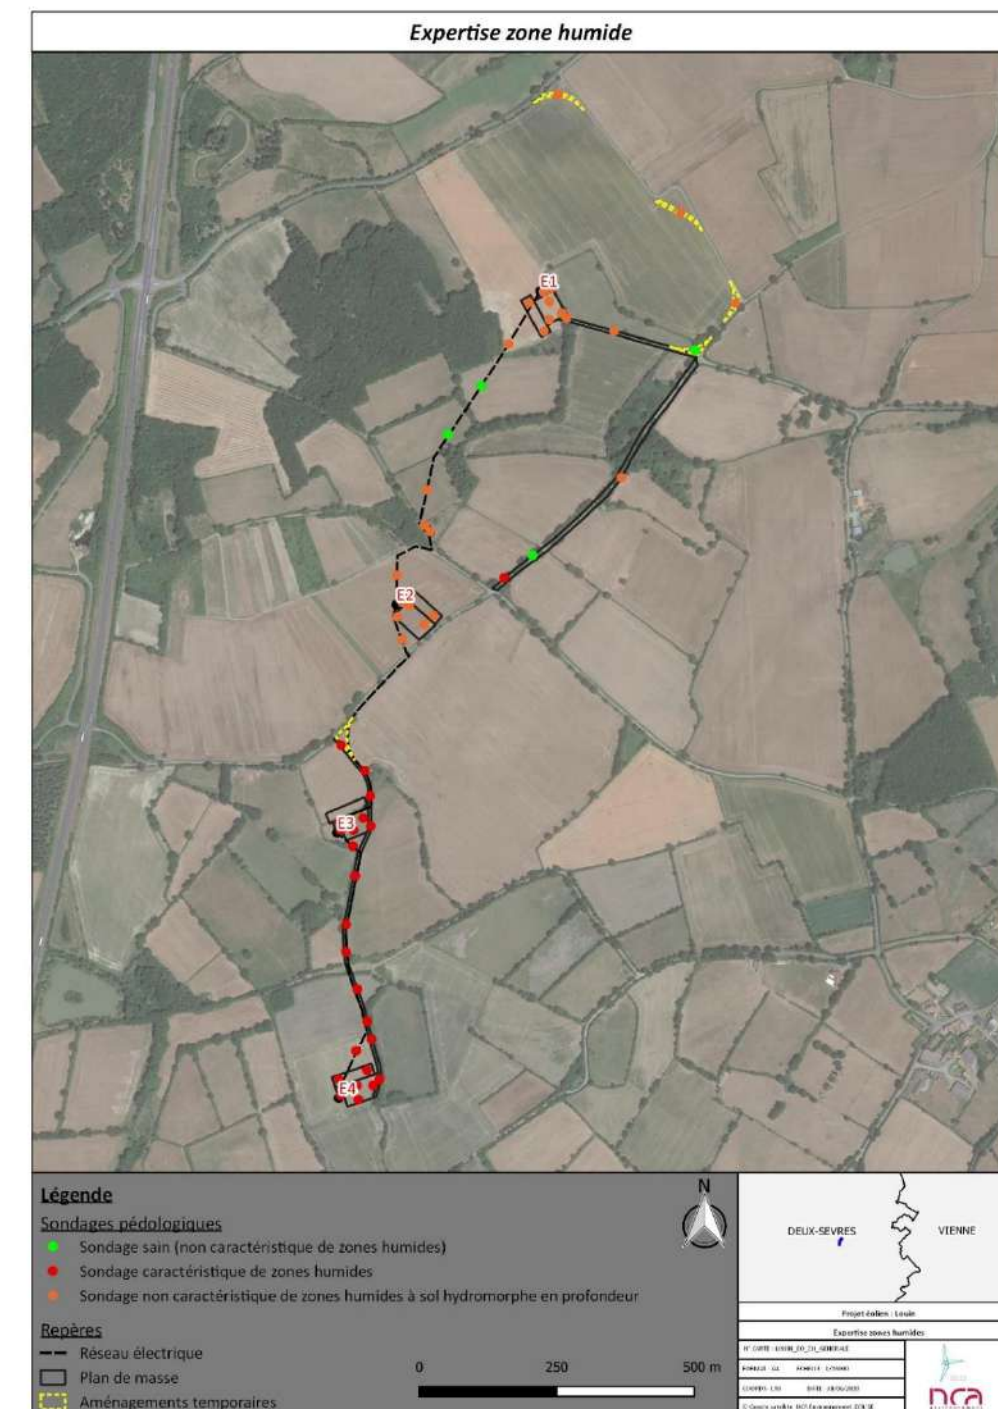 Expertise zone humide
E1
E2
E3
E4
Légende
Sondages pédologiques
Sondage sain (non caractéristique de zones humides)
Sondage caractéristique de zones humides
Sondage non caractéristique de zones humides à sol hydromorphe en profondeur
Repères
Réseau électrique
Plan de masse
Aménagements temporaires
N
0 250 500 m
DEUX-SEVRES VIENNE
Projet éolien : Louin
Expertise zones humides
nca